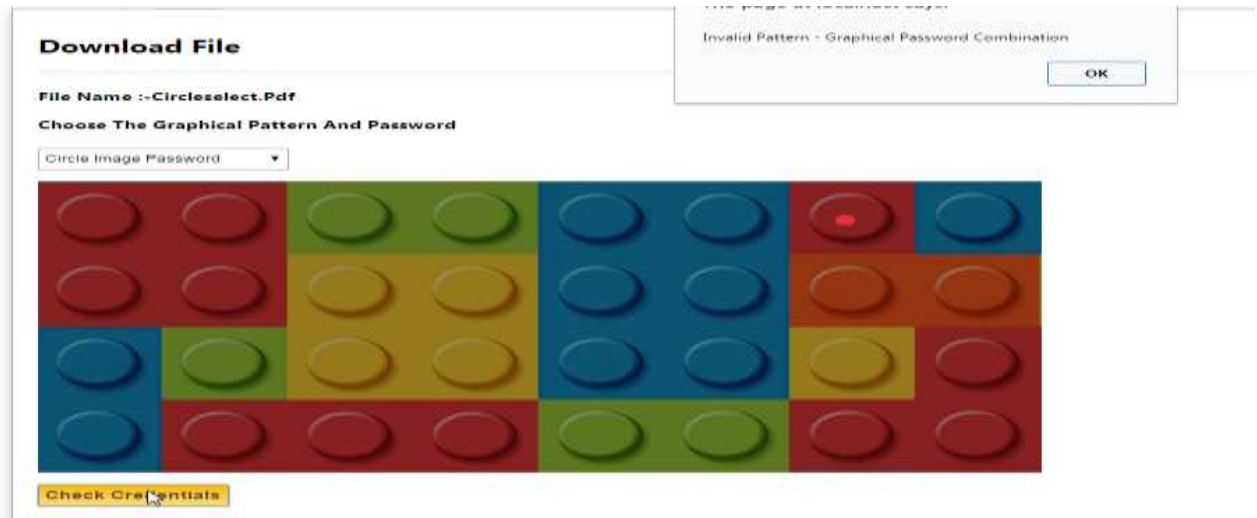 Download File
Invalid Pattern - Graphical Password Combination
OK
File Name :-Circleselect.Pdf
Choose The Graphical Pattern And Password
Circle Image Password
Check Credentials